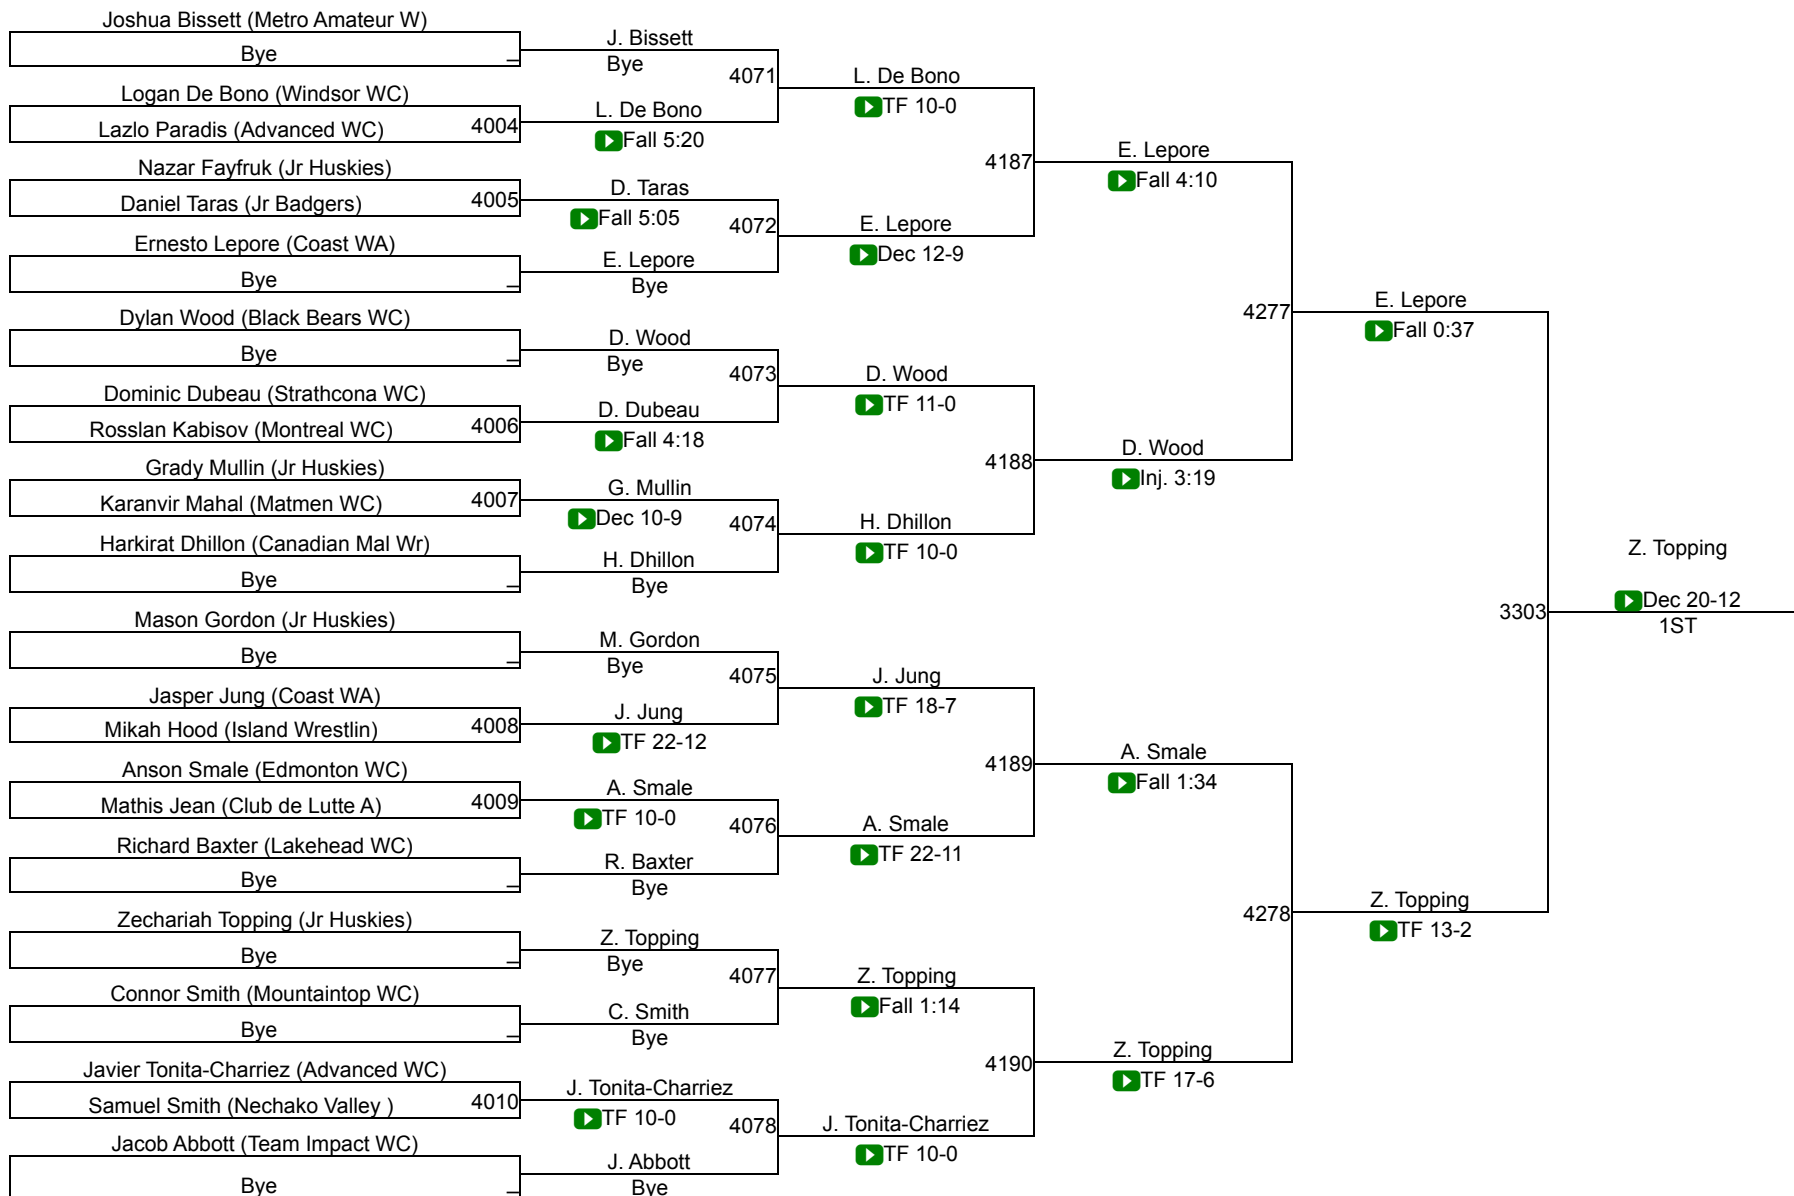 Joshua Bissett (Metro Amateur W)
Bye
Logan De Bono (Windsor WC)
Lazlo Paradis (Advanced WC) 4004
Nazar Fayfruk (Jr Huskies)
Daniel Taras (Jr Badgers) 4005
Ernesto Lepore (Coast WA)
Bye
Dylan Wood (Black Bears WC)
Bye
Dominic Dubeau (Strathcona WC)
Rosslan Kabisov (Montreal WC) 4006
Grady Mullin (Jr Huskies)
Karanvir Mahal (Matmen WC) 4007
Harkirat Dhillon (Canadian Mal Wr)
Bye
Mason Gordon (Jr Huskies)
Bye
Jasper Jung (Coast WA)
Mikah Hood (Island Wrestlin) 4008
Anson Smale (Edmonton WC)
Mathis Jean (Club de Lutte A) 4009
Richard Baxter (Lakehead WC)
Bye
Zechariah Topping (Jr Huskies)
Bye
Connor Smith (Mountaintop WC)
Bye
Javier Tonita-Charriez (Advanced WC)
Samuel Smith (Nechako Valley ) 4010
Jacob Abbott (Team Impact WC)
Bye
J. Bissett
Bye
4071
L. De Bono
Fall 5:20
D. Taras
Fall 5:05
4072
E. Lepore
Bye
D. Wood
Bye
4073
D. Dubeau
Fall 4:18
G. Mullin
Dec 10-9
4074
H. Dhillon
Bye
M. Gordon
Bye
4075
J. Jung
TF 22-12
A. Smale
TF 10-0
4076
R. Baxter
Bye
Z. Topping
Bye
4077
C. Smith
Bye
J. Tonita-Charriez
TF 10-0
4078
J. Abbott
Bye
L. De Bono
TF 10-0
4187
E. Lepore
Dec 12-9
D. Wood
TF 11-0
4188
H. Dhillon
TF 10-0
J. Jung
TF 18-7
4189
A. Smale
TF 22-11
Z. Topping
Fall 1:14
4190
J. Tonita-Charriez
TF 10-0
E. Lepore
Fall 4:10
4277
D. Wood
Inj. 3:19
A. Smale
Fall 1:34
4278
Z. Topping
TF 17-6
E. Lepore
Fall 0:37
3303
Z. Topping
TF 13-2
Z. Topping
Dec 20-12
1ST